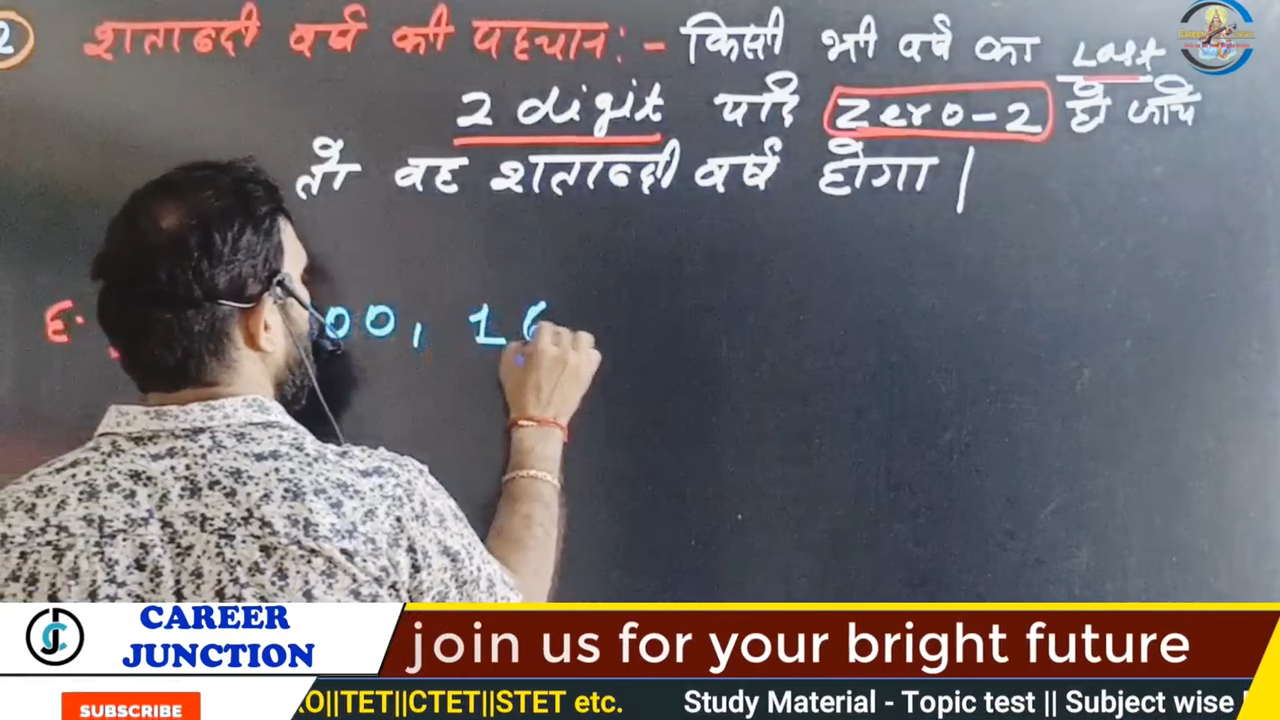 2 शताब्दी वर्ष की पहचान :- किसी भी वर्ष का Last
2 digit यदि Zero-2 हो जाये
तो वह शताब्दी वर्ष होगा |
E. 00, 16
CAREER
JUNCTION
join us for your bright future
SUBSCRIBE
O||TET||CTET||STET etc. Study Material - Topic test || Subject wise